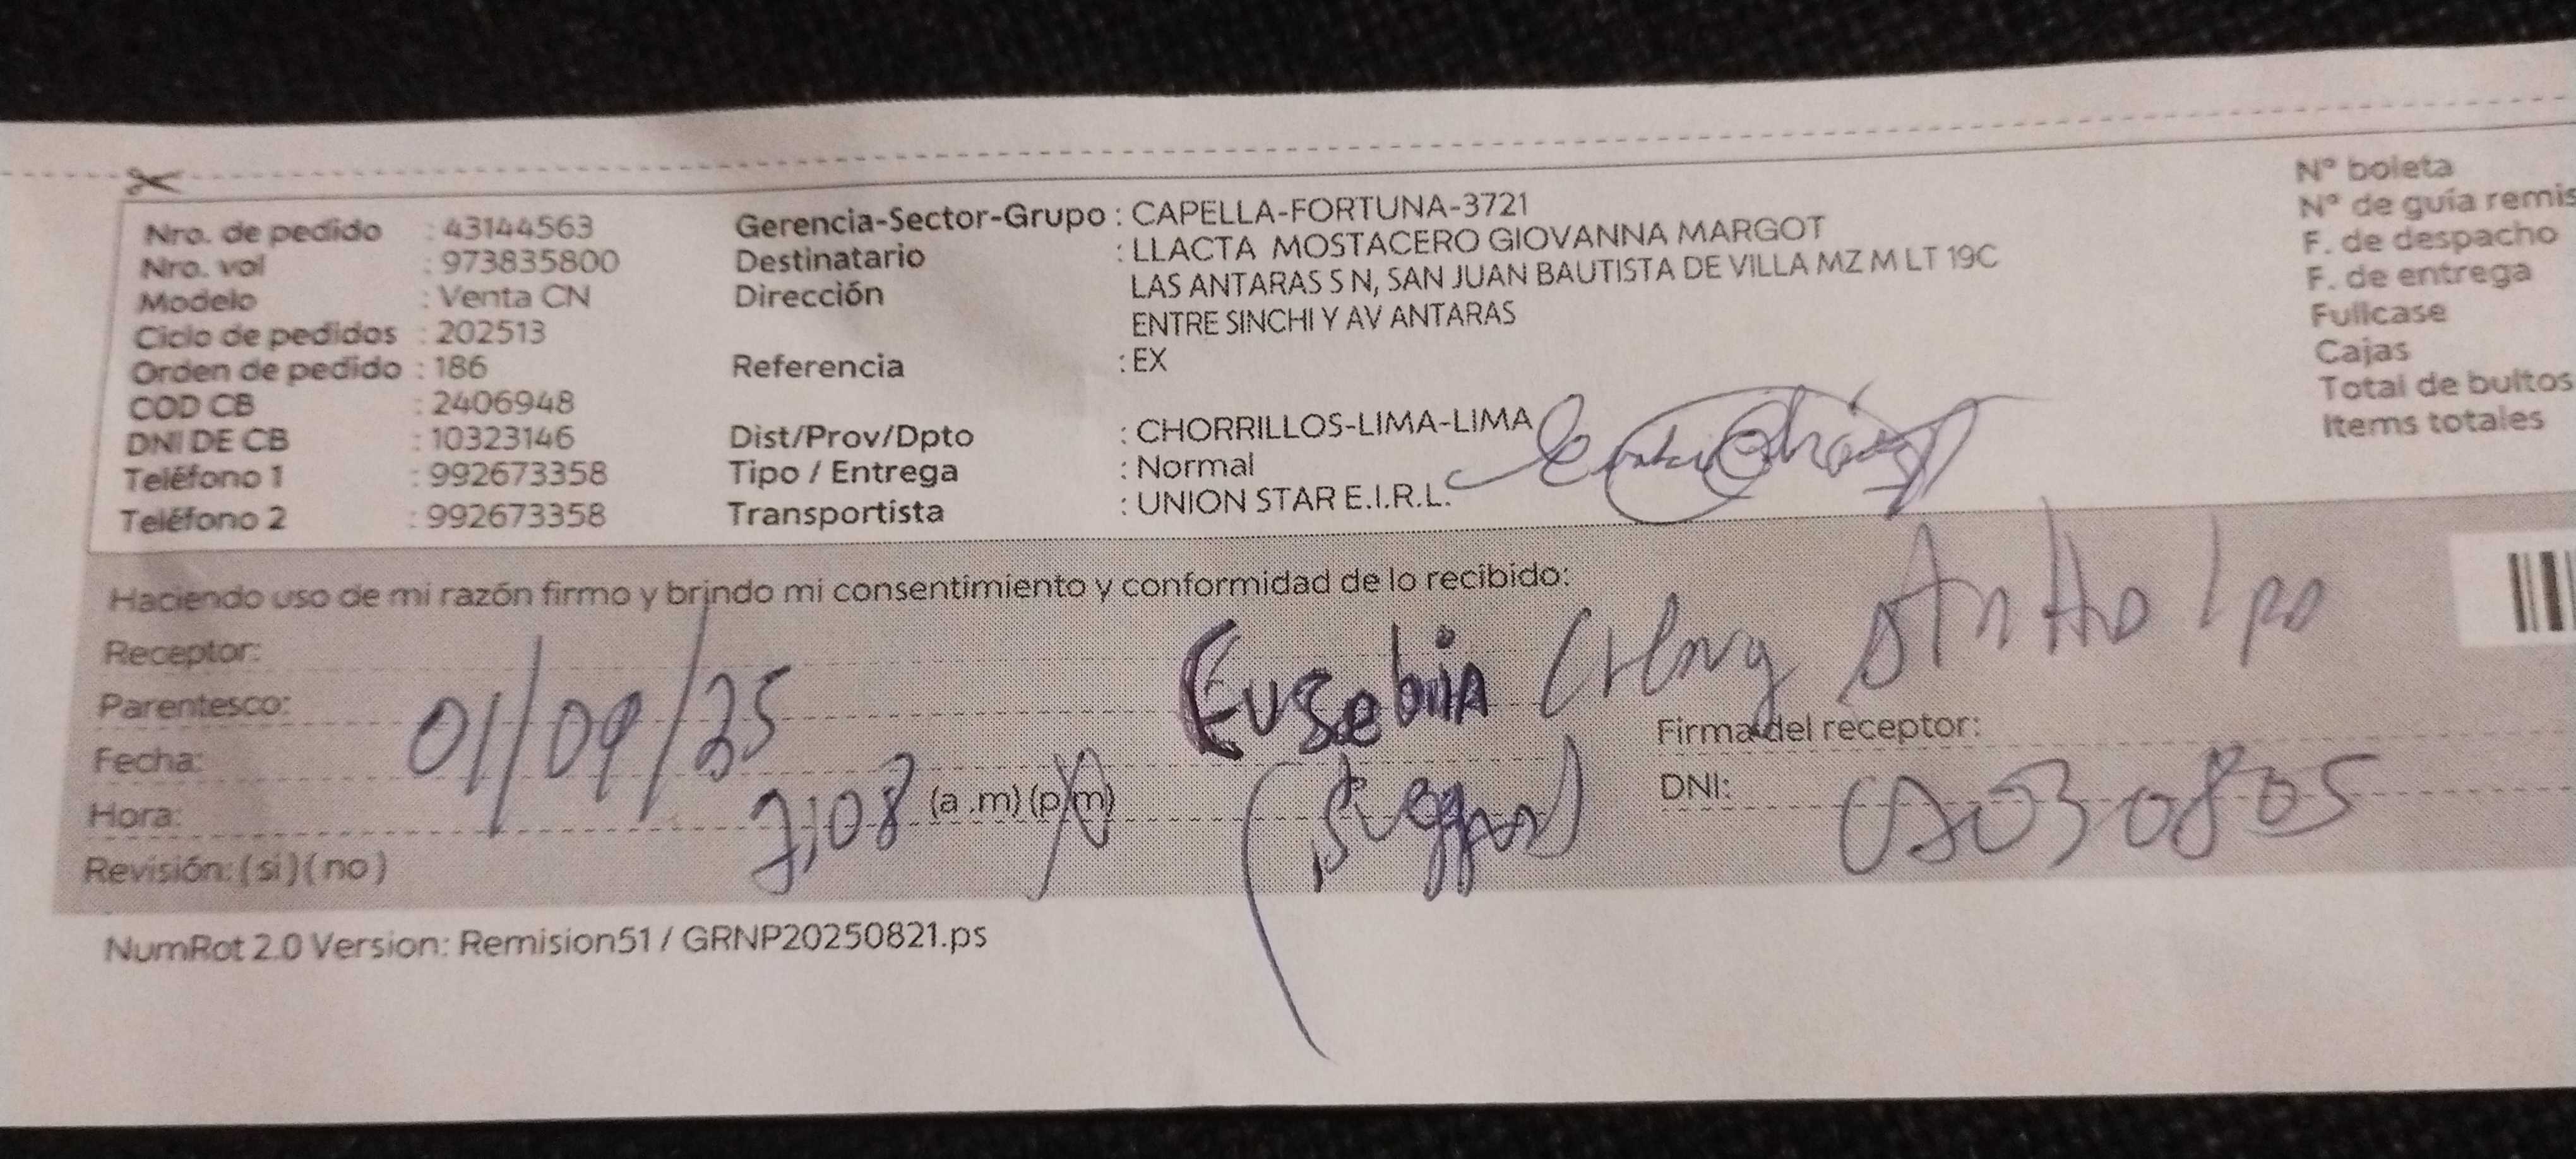 Nro. de pedido : 43144563
Nro. vol : 973835800
Modelo : Venta CN
Ciclo de pedidos : 202513
Orden de pedido : 186
COD CB : 2406948
DNI DE CB : 10323146
Teléfono 1 : 992673358
Teléfono 2 : 992673358
Gerencia-Sector-Grupo : CAPELLA-FORTUNA-3721
Destinatario : LLACTA MOSTACERO GIOVANNA MARGOT
Dirección LAS ANTARAS S N, SAN JUAN BAUTISTA DE VILLA MZ M LT 19C
ENTRE SINCHI Y AV ANTARAS
Referencia : EX
Dist/Prov/Dpto : CHORRILLOS-LIMA-LIMA
Tipo / Entrega : Normal
Transportista : UNION STAR E.I.R.L.
Nº boleta
Nº de guía remis
F. de despacho
F. de entrega
Fullcase
Cajas
Total de bultos
Items totales
Haciendo uso de mi razón firmo y brindo mi consentimiento y conformidad de lo recibido:
Receptor:
Parentesco:
Fecha: 01/09/25
Hora: (a .m) (p.m)
Revisión: (si) (no)
Eusebia
Firma del receptor:
DNI:
NumRot 2.0 Version: Remision51 / GRNP20250821.ps